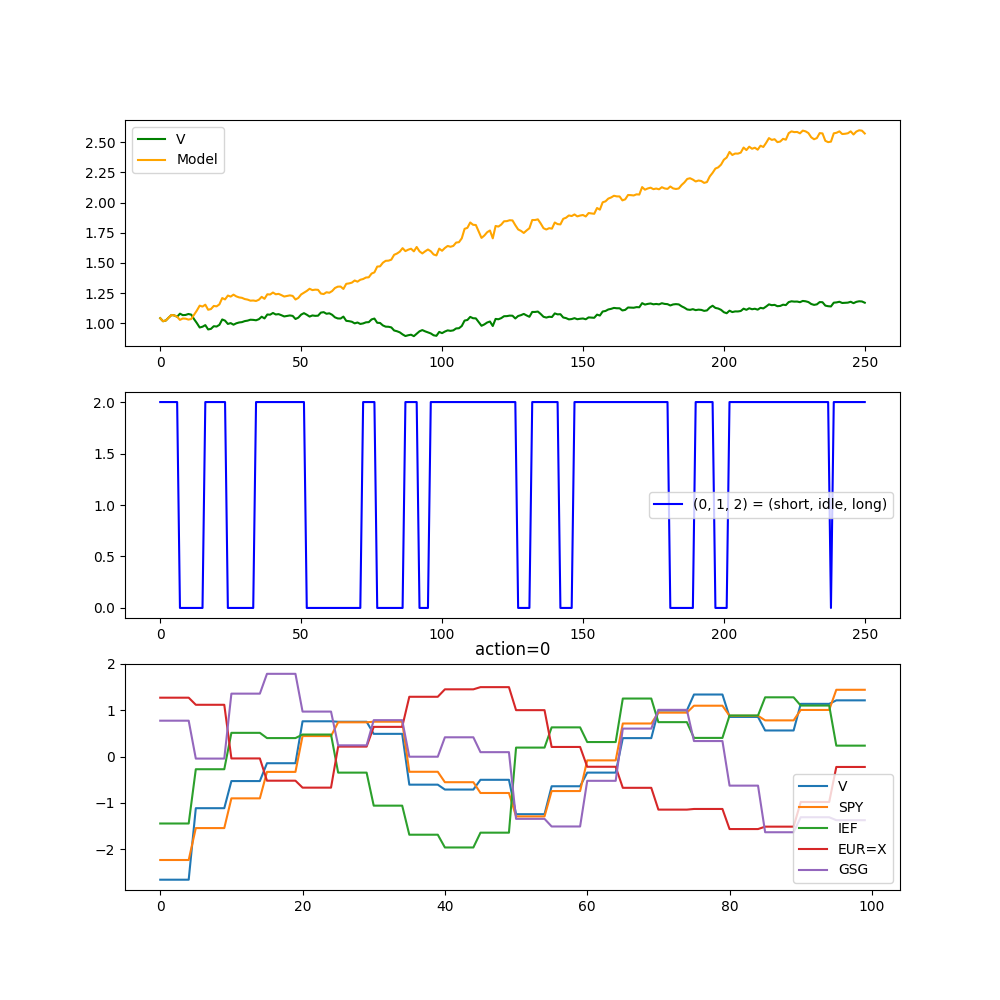 V
Model
2.50
2.25
2.00
1.75
1.50
1.25
1.00
0 50 100 150 200 250
2.0
1.5
1.0
0.5
0.0
(0, 1, 2) = (short, idle, long)
0 50 100 150 200 250
action=0
2
1
0
−1
−2
V
SPY
IEF
EUR=X
GSG
0 20 40 60 80 100